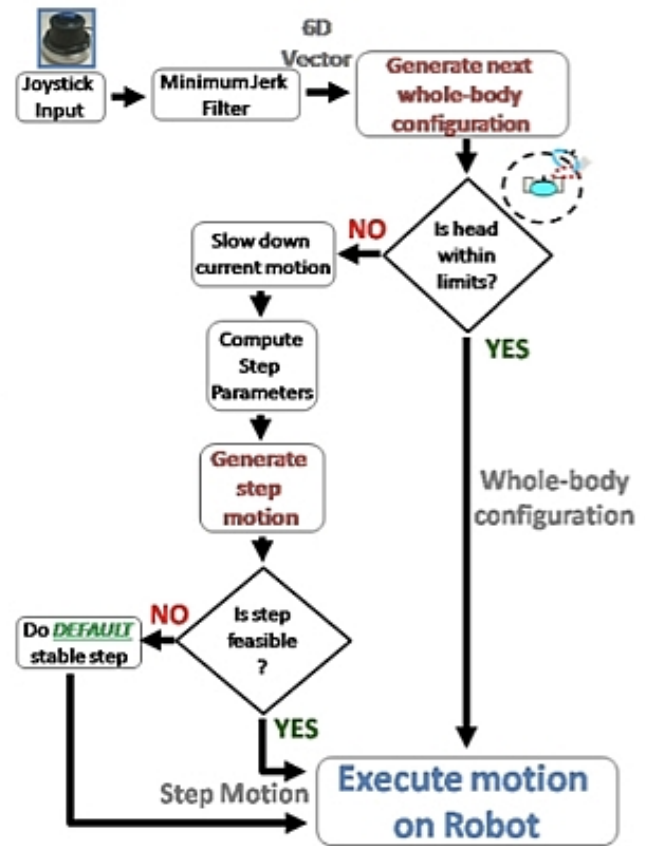 6D
Vector
Joystick
Input
Minimum Jerk
Filter
Generate next
whole-body
configuration
Is head
within
limits?
NO
YES
Slow down
current motion
Compute
Step
Parameters
Generate
step
motion
Whole-body
configuration
Is step
feasible
?
NO
YES
Do DEFAULT
stable step
Step Motion
Execute motion
on Robot